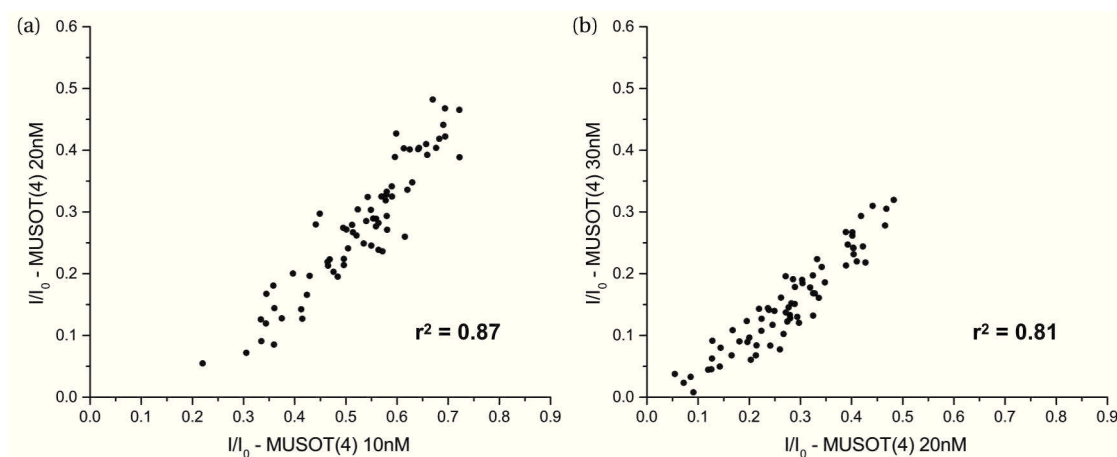 (a)
0.6
0.5
0.4
0.3
0.2
0.1
0.0
I/I₀ - MUSOT(4) 20nM
r² = 0.87
0.0 0.1 0.2 0.3 0.4 0.5 0.6 0.7 0.8 0.9
I/I₀ - MUSOT(4) 10nM
(b)
0.6
0.5
0.4
0.3
0.2
0.1
0.0
I/I₀ - MUSOT(4) 30nM
r² = 0.81
0.0 0.1 0.2 0.3 0.4 0.5 0.6 0.7 0.8 0.9
I/I₀ - MUSOT(4) 20nM